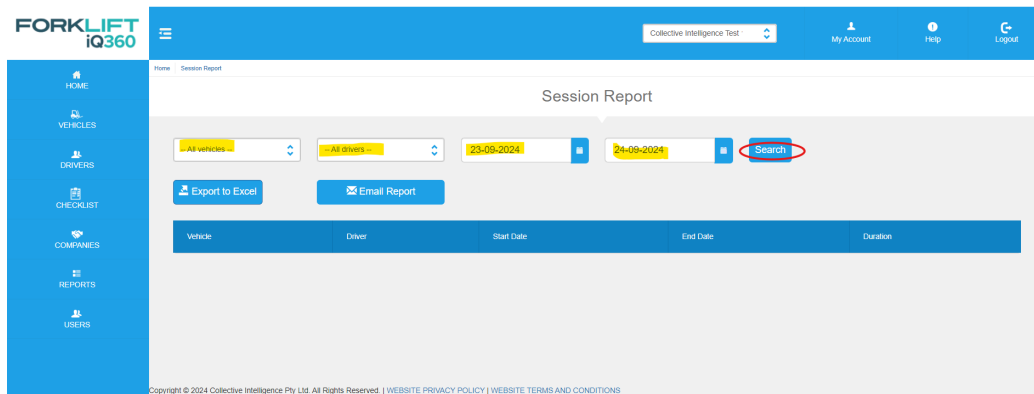 FORKLIFT
iQ360
Collective Intelligence Test
My Account
Help
Logout
HOME
VEHICLES
DRIVERS
CHECKLIST
COMPANIES
REPORTS
USERS
Home Session Report
Session Report
-- All vehicles --
-- All drivers --
23-09-2024
24-09-2024
Search
Export to Excel
Email Report
Vehicle Driver Start Date End Date Duration
Copyright © 2024 Collective Intelligence Pty Ltd. All Rights Reserved. | WEBSITE PRIVACY POLICY | WEBSITE TERMS AND CONDITIONS